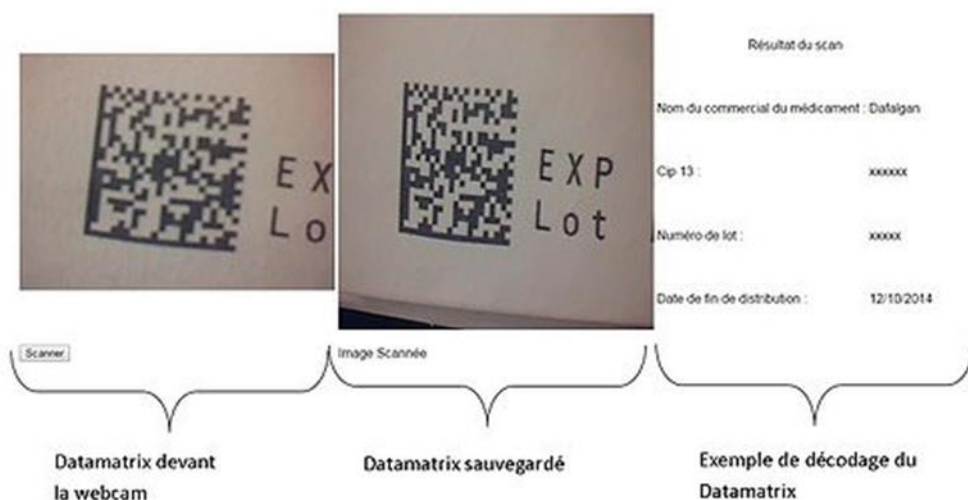 EX
Lo
EXP
Lot
Scanner
Image Scannée
Résultat du scan
Nom du commercial du médicament : Dafalgan
Cip 13 : xxxxxx
Numéro de lot : xxxxx
Date de fin de distribution : 12/10/2014
Datamatrix devant
la webcam
Datamatrix sauvegardé
Exemple de décodage du
Datamatrix